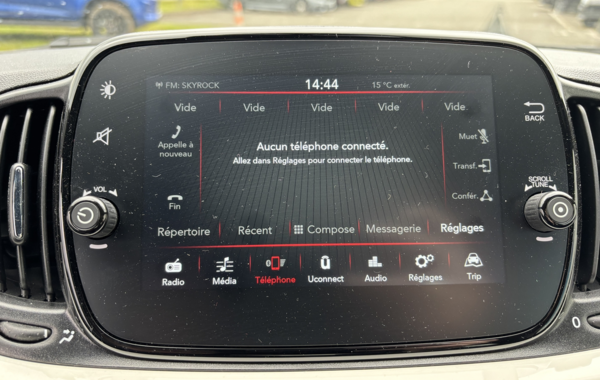 FM: SKYROCK 14:44 15°C extér.
Vide Vide Vide Vide Vide
Appelle à
nouveau
Aucun téléphone connecté.
Allez dans Réglages pour connecter le téléphone.
Muet
Transf.
Confér.
Fin
Répertoire Récent Compose Messagerie Réglages
Radio Média Téléphone Uconnect Audio Réglages Trip
VOL
BACK
SCROLL
TUNE
0